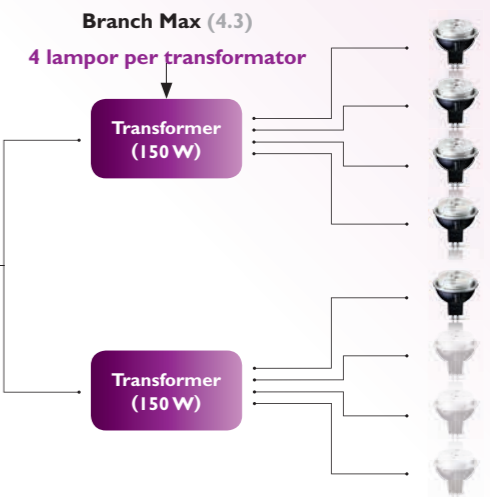 Branch Max (4.3)
4 lampor per transformator
Transformer
(150 W)
Transformer
(150 W)